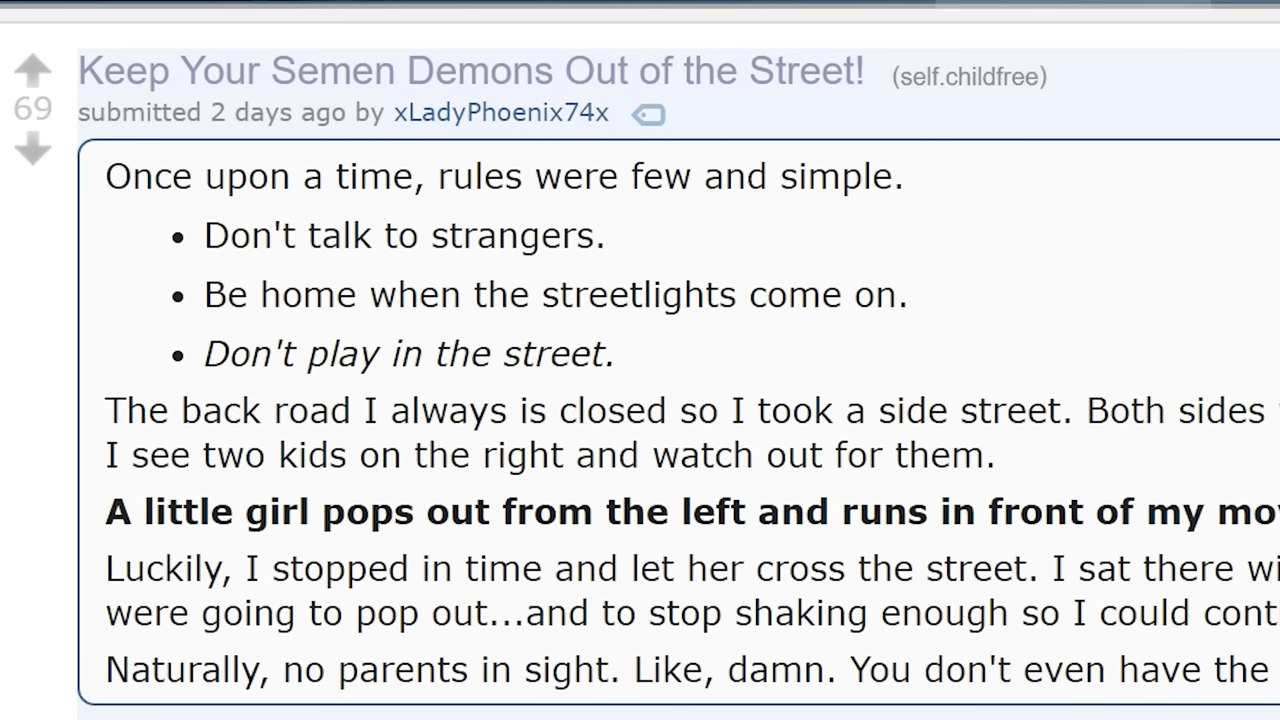 Keep Your Semen Demons Out of the Street! (self.childfree)
69
submitted 2 days ago by xLadyPhoenix74x
Once upon a time, rules were few and simple.
• Don't talk to strangers.
• Be home when the streetlights come on.
• Don't play in the street.
The back road I always is closed so I took a side street. Both sides
I see two kids on the right and watch out for them.
A little girl pops out from the left and runs in front of my
Luckily, I stopped in time and let her cross the street. I sat there
were going to pop out...and to stop shaking enough so I could
Naturally, no parents in sight. Like, damn. You don't even have the